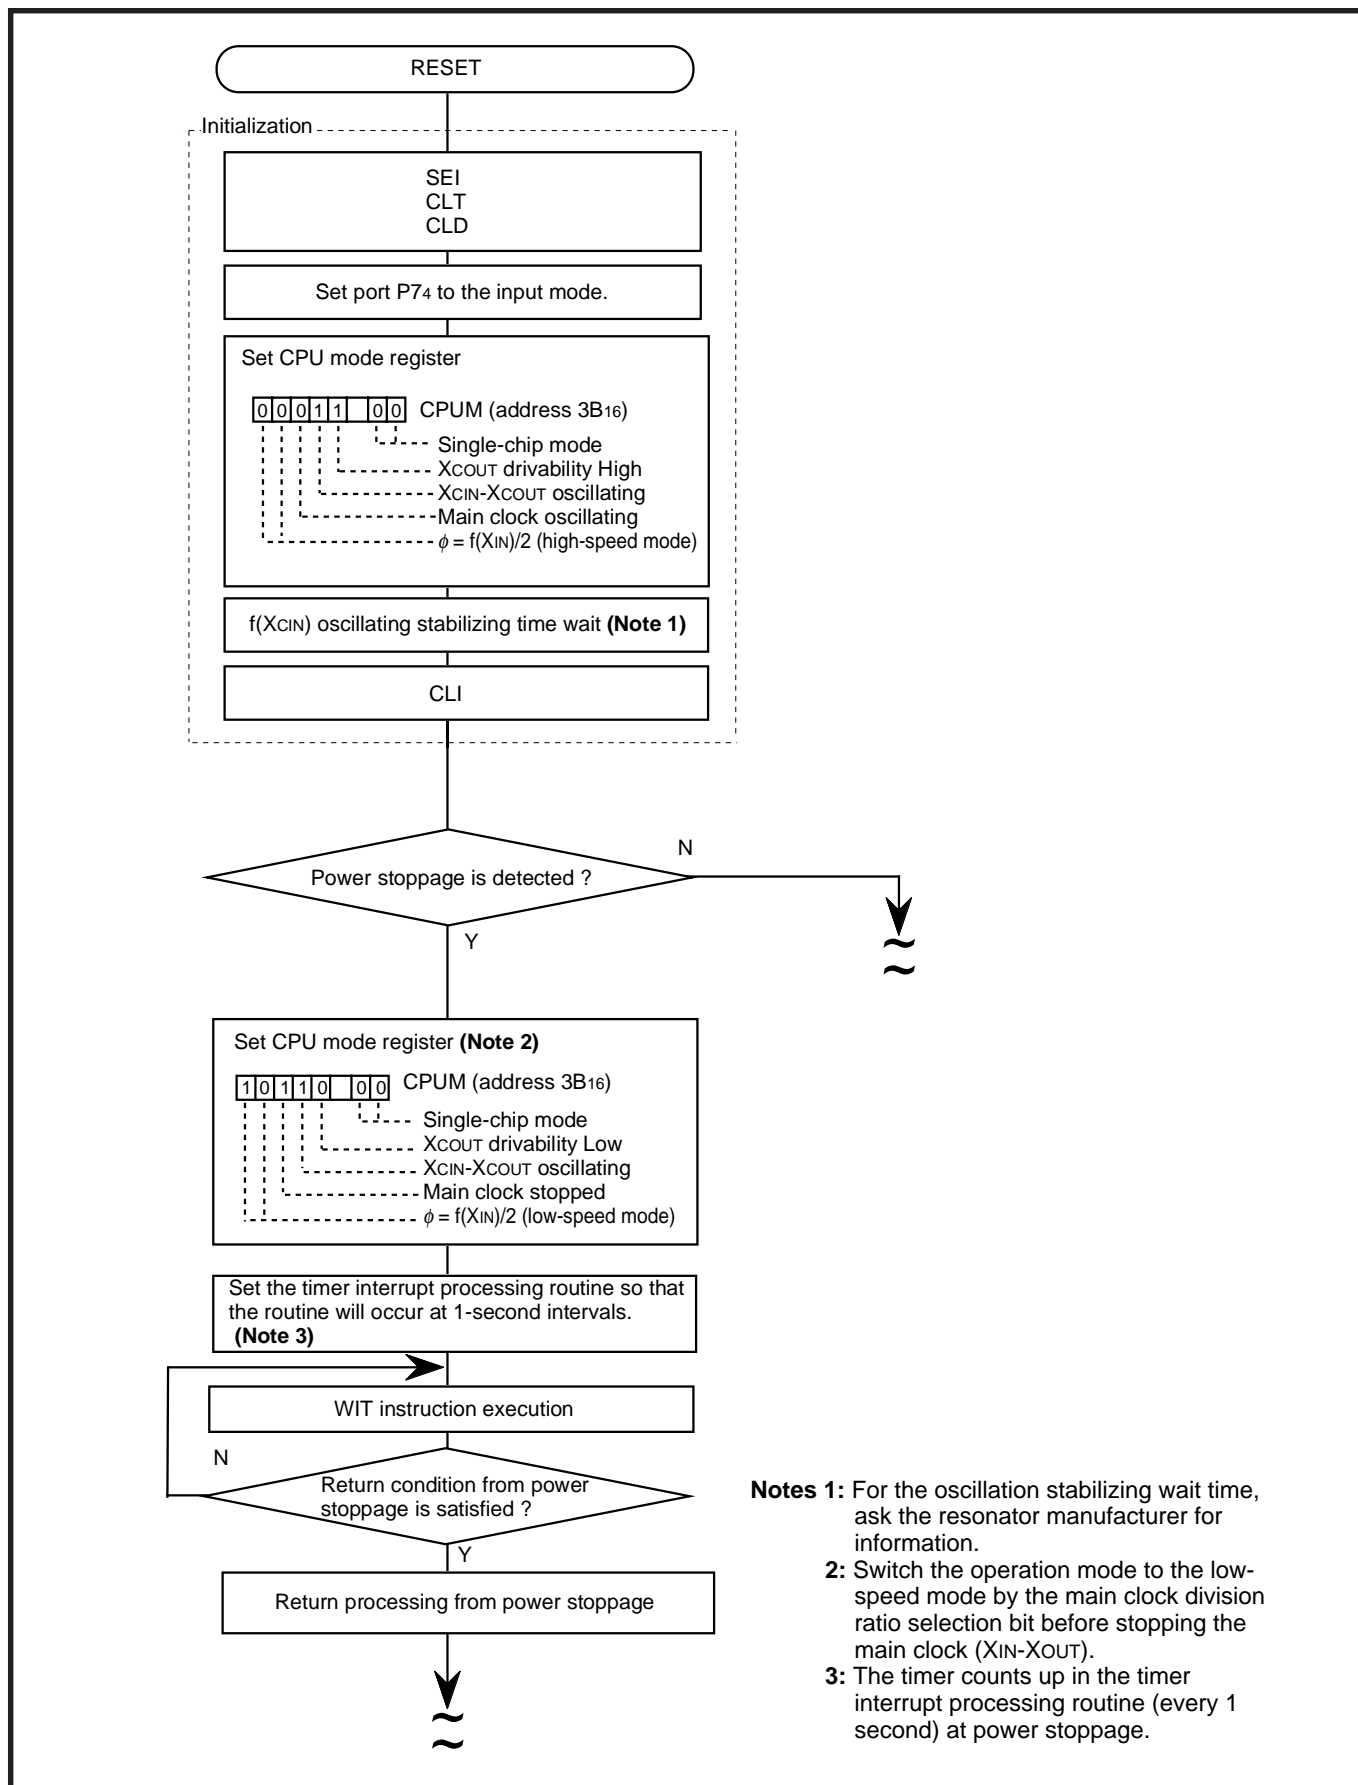 RESET
Initialization
SEI
CLT
CLD
Set port P74 to the input mode.
Set CPU mode register
0 0 0 1 1 0 0 CPUM (address 3B16)
Single-chip mode
XCOUT drivability High
XCIN-XCOUT oscillating
Main clock oscillating
ϕ = f(XIN)/2 (high-speed mode)
f(XCIN) oscillating stabilizing time wait (Note 1)
CLI
Power stoppage is detected ?
N
Y
Set CPU mode register (Note 2)
1 0 1 1 0 0 0 CPUM (address 3B16)
Single-chip mode
XCOUT drivability Low
XCIN-XCOUT oscillating
Main clock stopped
ϕ = f(XIN)/2 (low-speed mode)
Set the timer interrupt processing routine so that
the routine will occur at 1-second intervals.
(Note 3)
WIT instruction execution
N
Return condition from power
stoppage is satisfied ?
Y
Return processing from power stoppage
Notes 1: For the oscillation stabilizing wait time,
ask the resonator manufacturer for
information.
2: Switch the operation mode to the low-
speed mode by the main clock division
ratio selection bit before stopping the
main clock (XIN-XOUT).
3: The timer counts up in the timer
interrupt processing routine (every 1
second) at power stoppage.